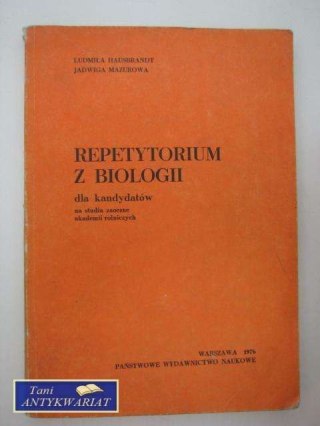 LUDMIŁA HAUSBRANDT
JADWIGA MAZUROWA
REPETYTORIUM
Z BIOLOGII
dla kandydatów
na studia zaoczne
akademii rolniczych
WARSZAWA 1976
PAŃSTWOWE WYDAWNICTWO NAUKOWE
Tani
ANTYKWARIAT